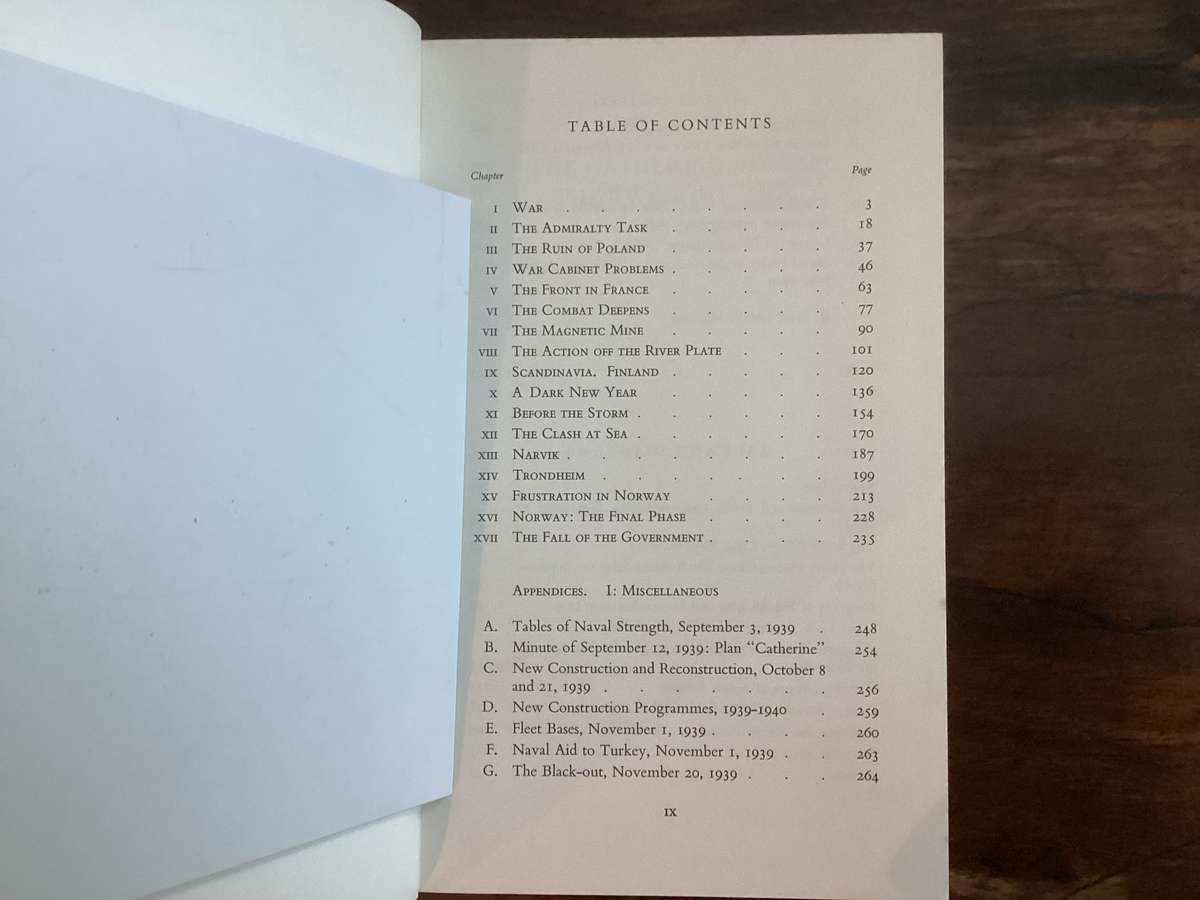 TABLE OF CONTENTS
Chapter Page
I WAR . . . . . . . . 3
II THE ADMIRALTY TASK . . . . . 18
III THE RUIN OF POLAND . . . . . 37
IV WAR CABINET PROBLEMS . . . . . 46
V THE FRONT IN FRANCE . . . . . 63
VI THE COMBAT DEEPENS . . . . . 77
VII THE MAGNETIC MINE . . . . . 90
VIII THE ACTION OFF THE RIVER PLATE . . . 101
IX SCANDINAVIA. FINLAND . . . . . 120
X A DARK NEW YEAR . . . . . 136
XI BEFORE THE STORM . . . . . . 154
XII THE CLASH AT SEA . . . . . . 170
XIII NARVIK . . . . . . . . 187
XIV TRONDHEIM . . . . . . . 199
XV FRUSTRATION IN NORWAY . . . . 213
XVI NORWAY: THE FINAL PHASE . . . . 228
XVII THE FALL OF THE GOVERNMENT . . . . 235
APPENDICES. I: MISCELLANEOUS
A. Tables of Naval Strength, September 3, 1939 . 248
B. Minute of September 12, 1939: Plan "Catherine" 254
C. New Construction and Reconstruction, October 8
and 21, 1939 . . . . . . . 256
D. New Construction Programmes, 1939-1940 . 259
E. Fleet Bases, November 1, 1939 . . . . 260
F. Naval Aid to Turkey, November 1, 1939 . . 263
G. The Black-out, November 20, 1939 . . . 264
IX